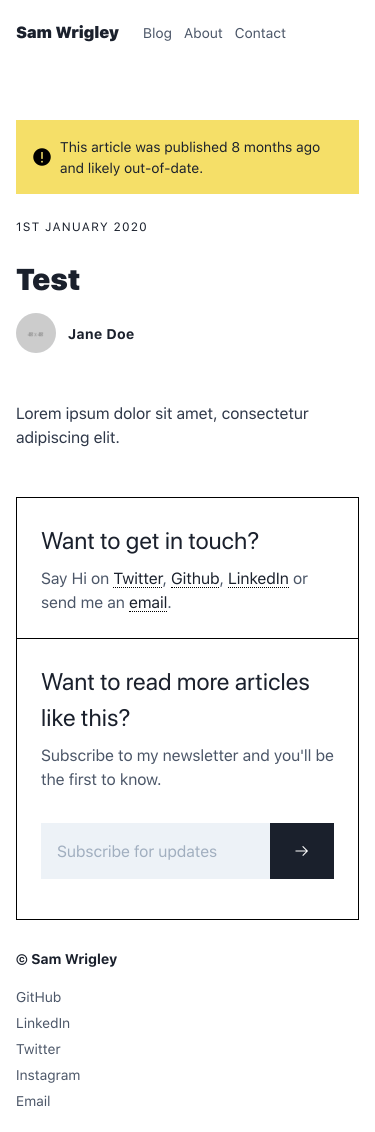 Sam Wrigley Blog About Contact
This article was published 8 months ago
and likely out-of-date.
1ST JANUARY 2020
Test
Jane Doe
Lorem ipsum dolor sit amet, consectetur
adipiscing elit.
Want to get in touch?
Say Hi on Twitter, Github, LinkedIn or
send me an email.
Want to read more articles
like this?
Subscribe to my newsletter and you'll be
the first to know.
Subscribe for updates
© Sam Wrigley
GitHub
LinkedIn
Twitter
Instagram
Email